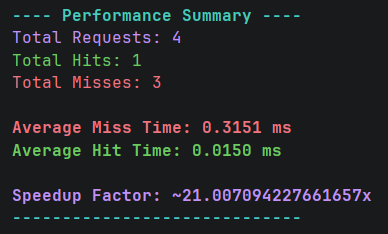 ---- Performance Summary ----
Total Requests: 4
Total Hits: 1
Total Misses: 3
Average Miss Time: 0.3151 ms
Average Hit Time: 0.0150 ms
Speedup Factor: ~21.007094227661657x
-----------------------------